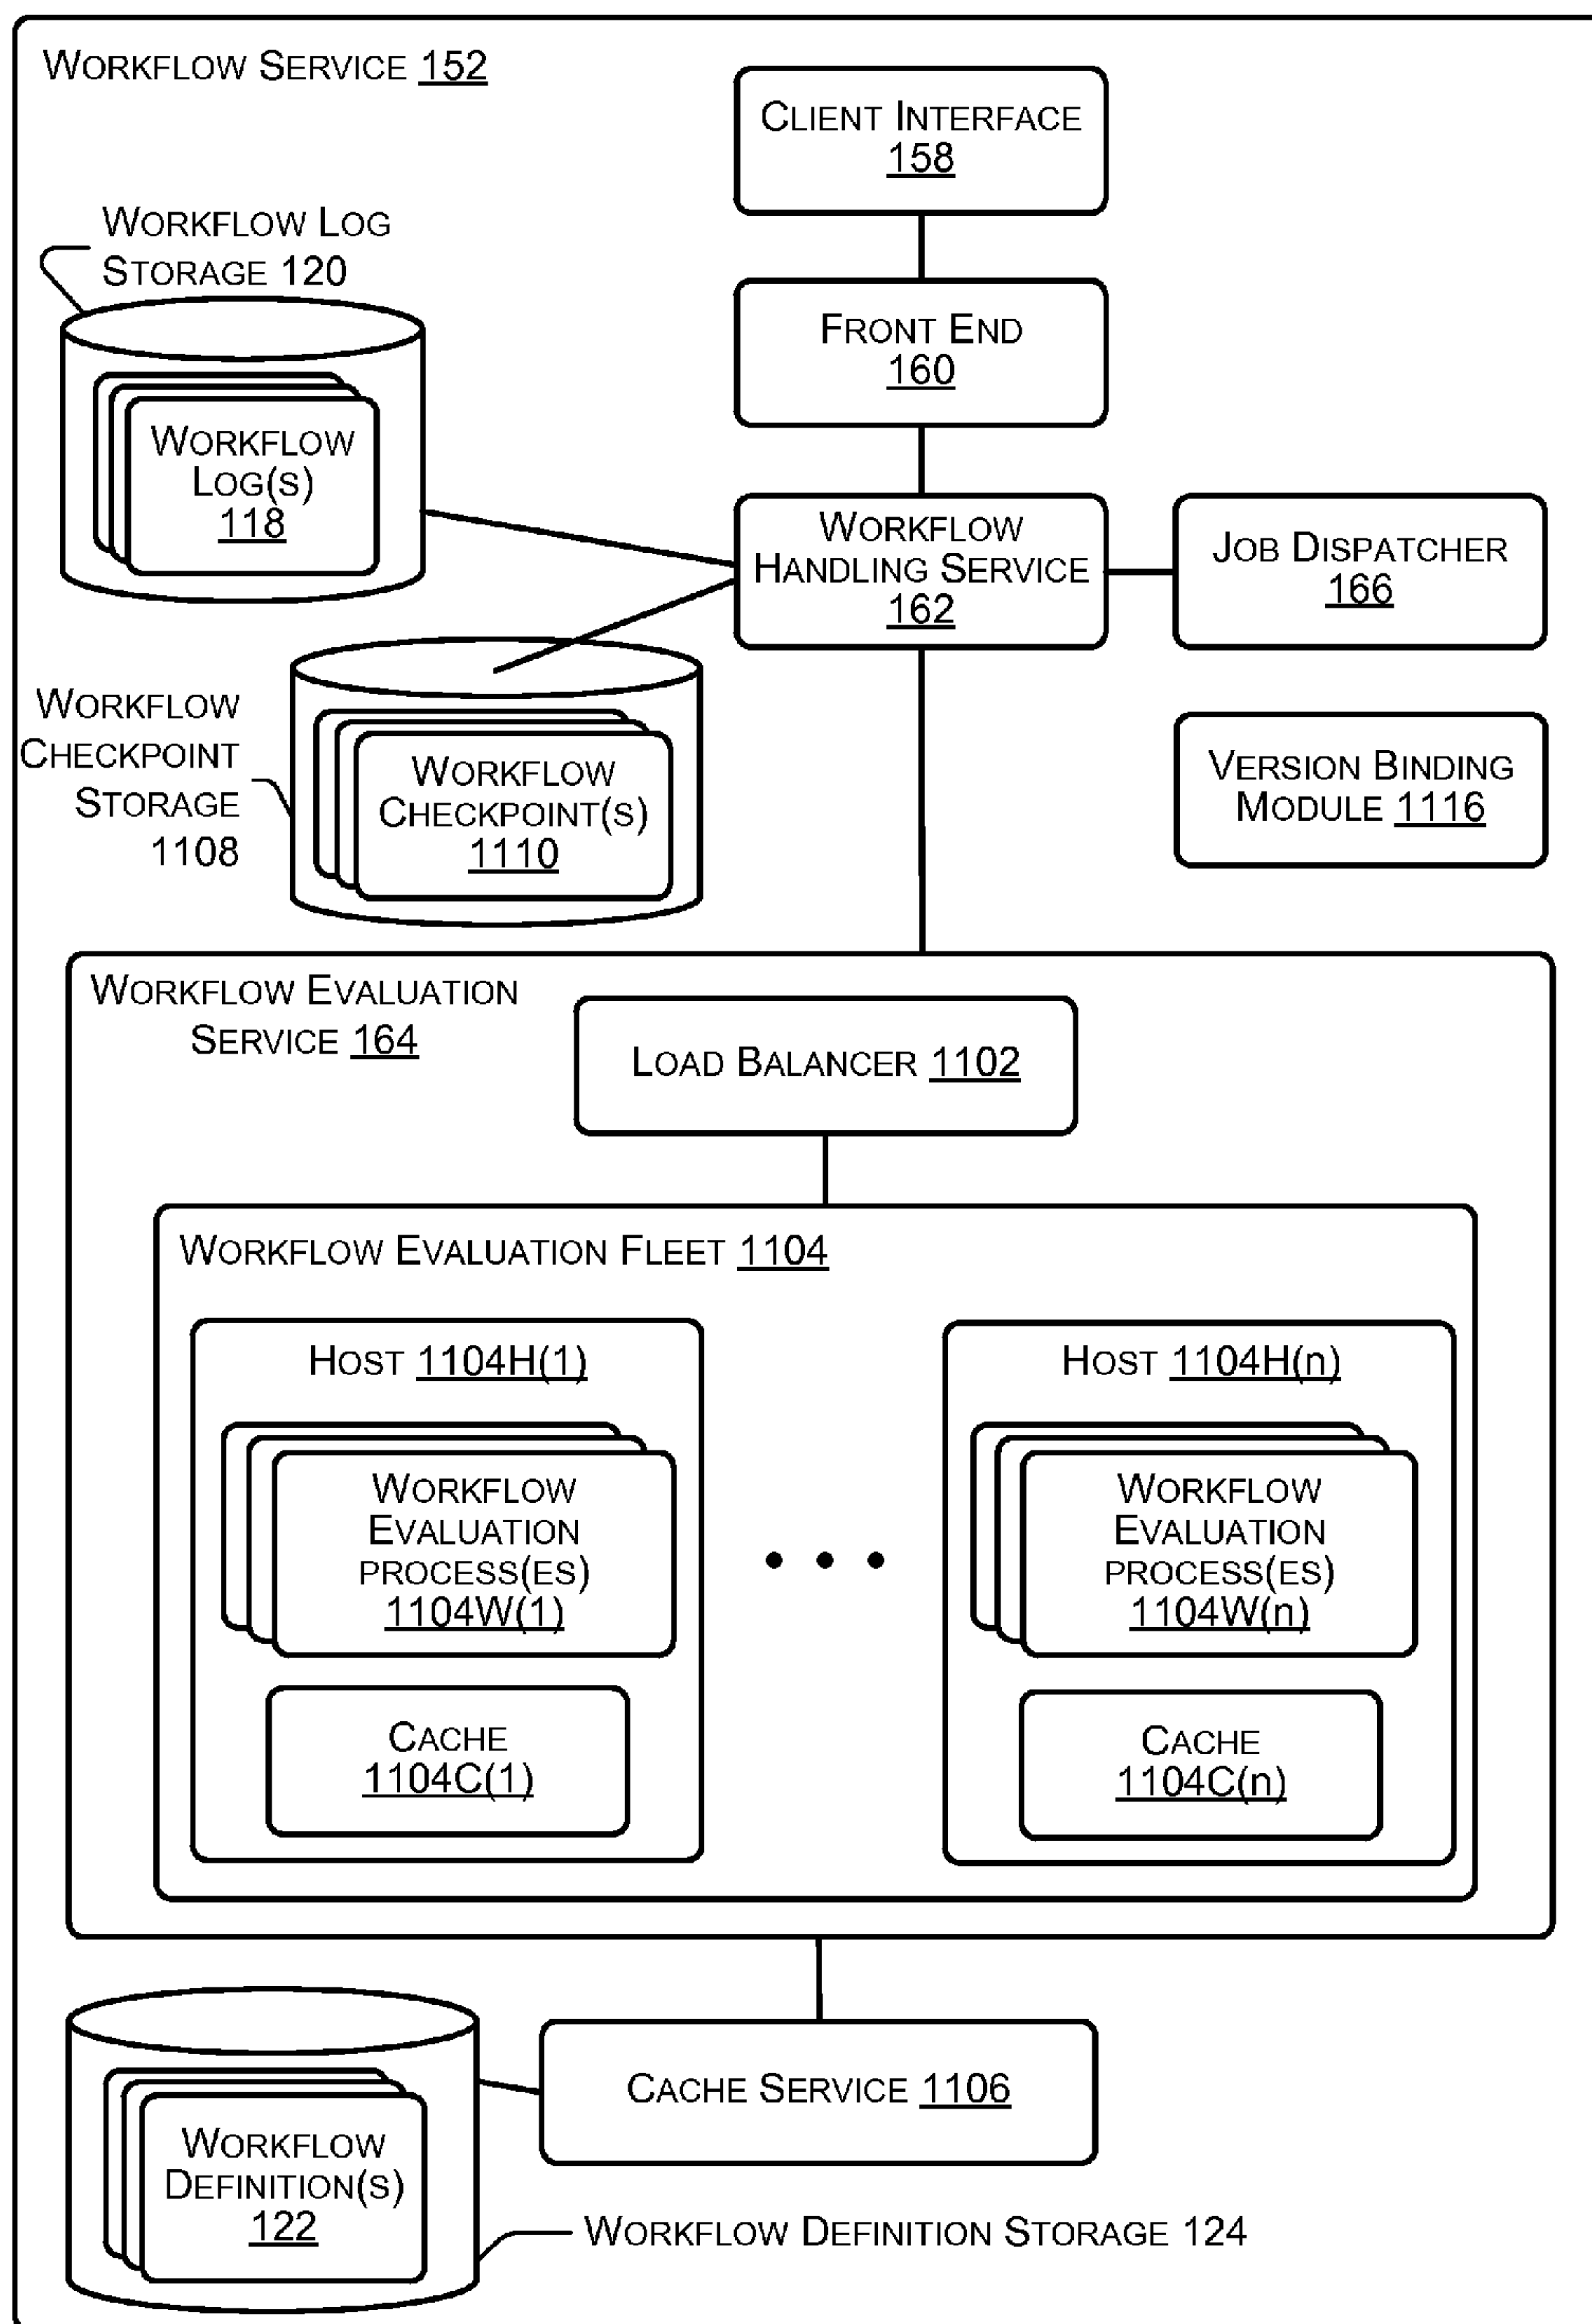 WORKFLOW SERVICE 152
CLIENT INTERFACE
158
WORKFLOW LOG
STORAGE 120
FRONT END
160
WORKFLOW
LOG(S)
118
WORKFLOW
HANDLING SERVICE
162
JOB DISPATCHER
166
WORKFLOW
CHECKPOINT
STORAGE
1108
WORKFLOW
CHECKPOINT(S)
1110
VERSION BINDING
MODULE 1116
WORKFLOW EVALUATION
SERVICE 164
LOAD BALANCER 1102
WORKFLOW EVALUATION FLEET 1104
HOST 1104H(1)
WORKFLOW
EVALUATION
PROCESS(ES)
1104W(1)
CACHE
1104C(1)
• • •
HOST 1104H(n)
WORKFLOW
EVALUATION
PROCESS(ES)
1104W(n)
CACHE
1104C(n)
CACHE SERVICE 1106
WORKFLOW
DEFINITION(S)
122
WORKFLOW DEFINITION STORAGE 124